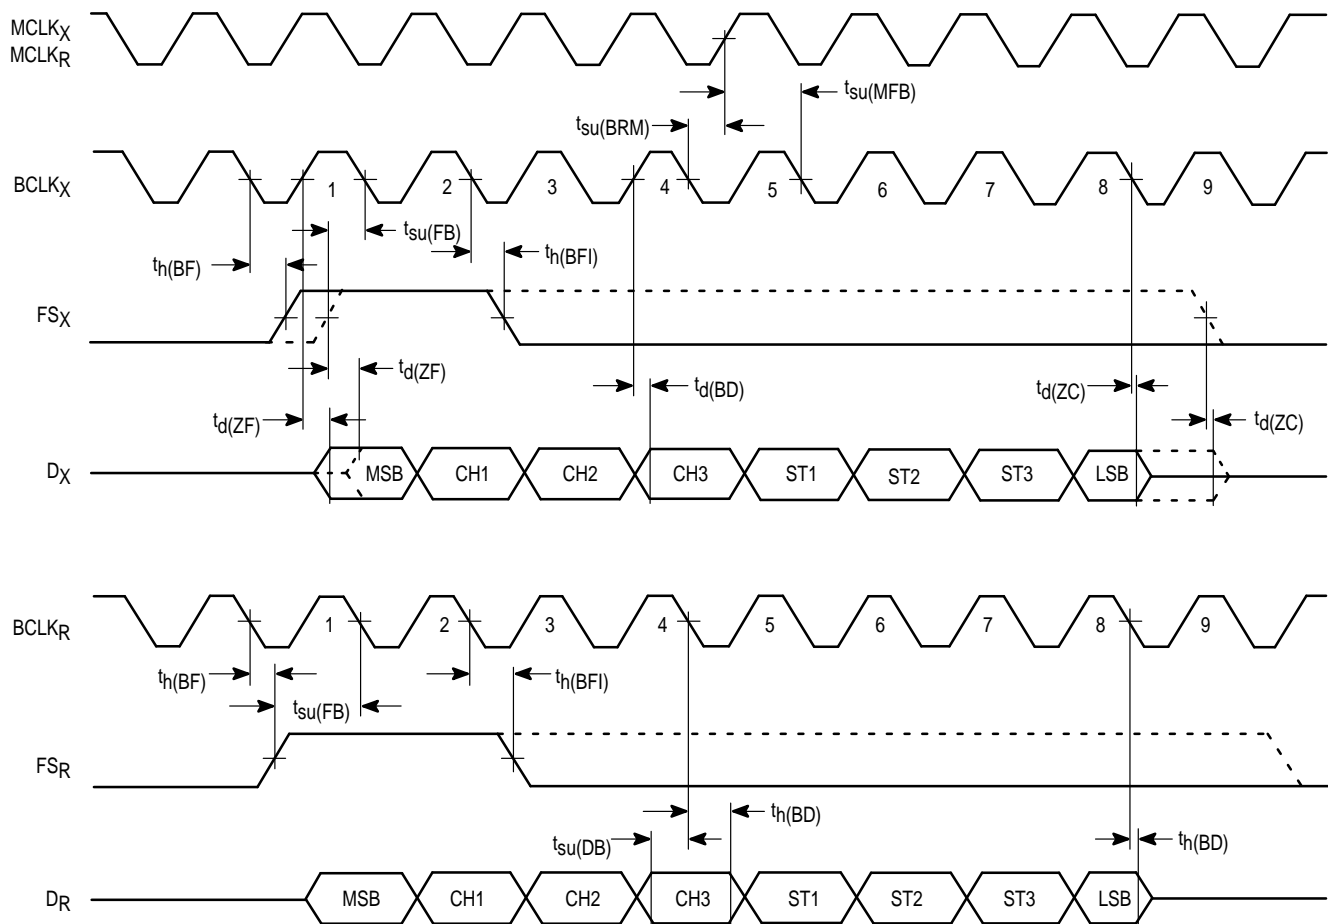 MCLKX
MCLKR
tsu(MFB)
tsu(BRM)
BCLKX 1 2 3 4 5 6 7 8 9
tsu(FB)
th(BF) th(BFI)
FSX
td(ZF) td(BD) td(ZC)
td(ZF) td(ZC)
DX MSB CH1 CH2 CH3 ST1 ST2 ST3 LSB
BCLKR 1 2 3 4 5 6 7 8 9
th(BF) th(BFI)
tsu(FB)
FSR
th(BD)
tsu(DB) th(BD)
DR MSB CH1 CH2 CH3 ST1 ST2 ST3 LSB